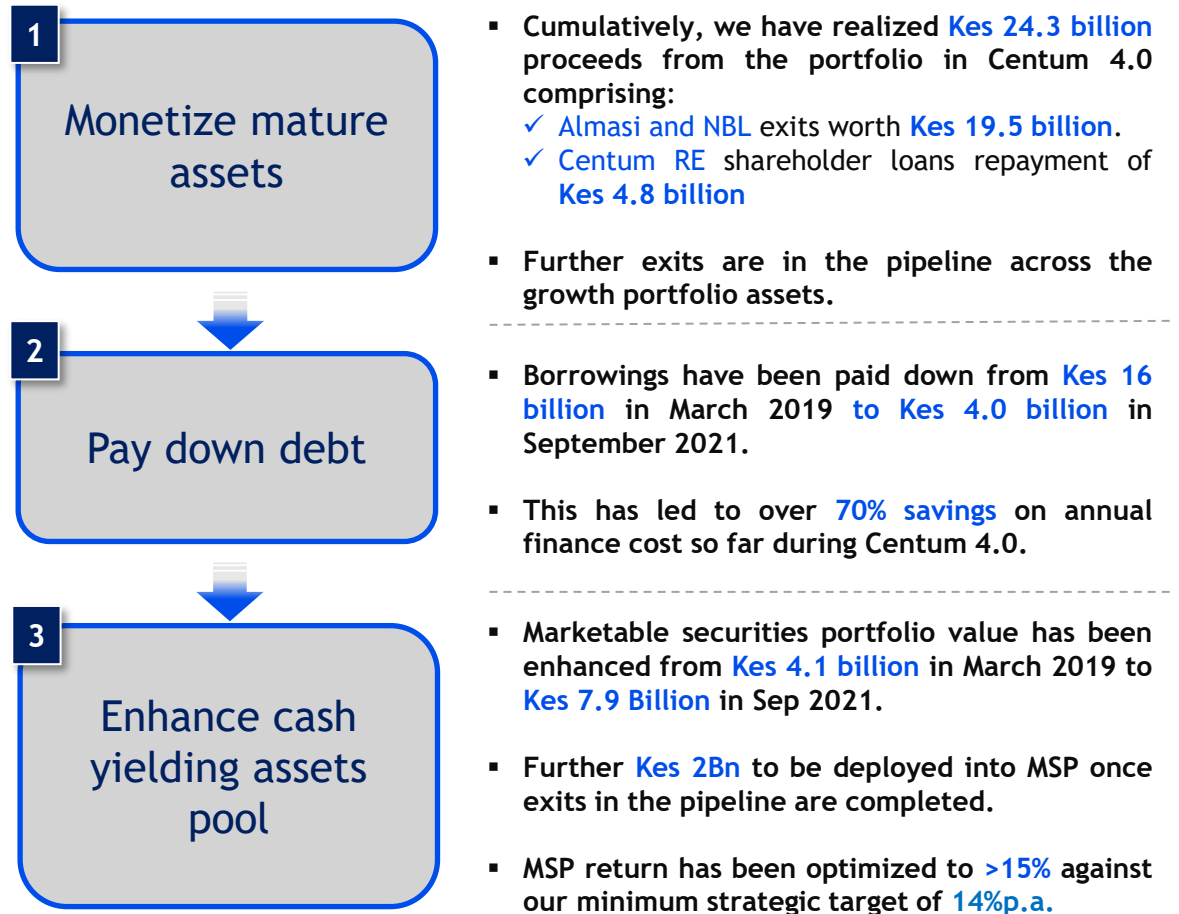 1
Monetize mature
assets
▪ Cumulatively, we have realized Kes 24.3 billion
proceeds from the portfolio in Centum 4.0
comprising:
✓ Almasi and NBL exits worth Kes 19.5 billion.
✓ Centum RE shareholder loans repayment of
Kes 4.8 billion
▪ Further exits are in the pipeline across the
growth portfolio assets.
2
Pay down debt
▪ Borrowings have been paid down from Kes 16
billion in March 2019 to Kes 4.0 billion in
September 2021.
▪ This has led to over 70% savings on annual
finance cost so far during Centum 4.0.
3
Enhance cash
yielding assets
pool
▪ Marketable securities portfolio value has been
enhanced from Kes 4.1 billion in March 2019 to
Kes 7.9 Billion in Sep 2021.
▪ Further Kes 2Bn to be deployed into MSP once
exits in the pipeline are completed.
▪ MSP return has been optimized to >15% against
our minimum strategic target of 14%p.a.